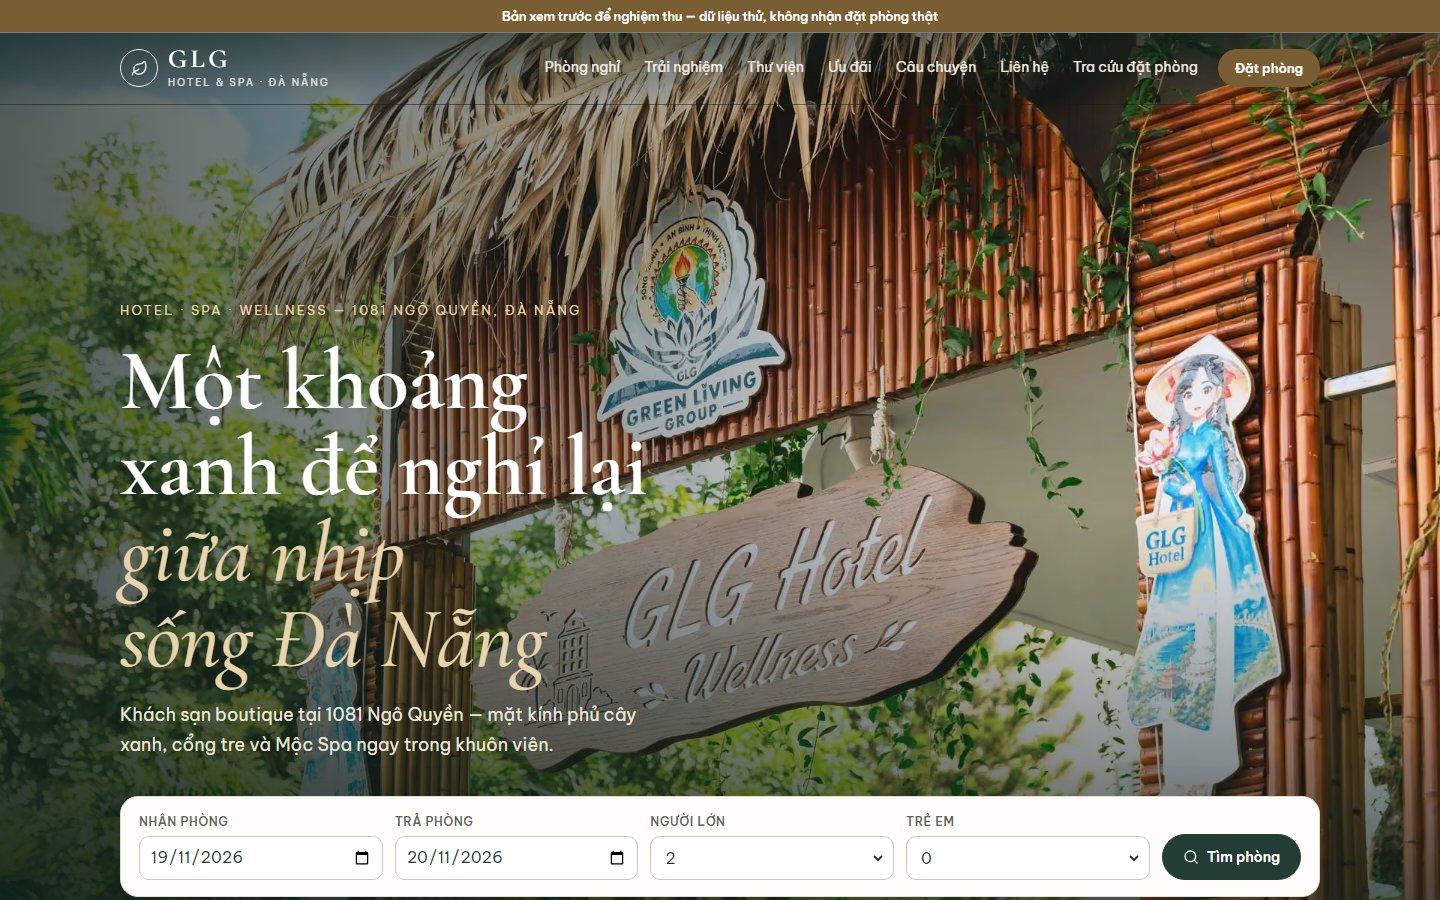 Bản xem trước để nghiệm thu — dữ liệu thử, không nhận đặt phòng thật
GLG
HOTEL & SPA · ĐÀ NẴNG
Phòng nghỉ
Trải nghiệm
Thư viện
Ưu đãi
Câu chuyện
Liên hệ
Tra cứu đặt phòng
Đặt phòng
AN BÌNH
THỊNH VƯỢNG
GLG
GREEN LIVING
GROUP
HOTEL · SPA · WELLNESS — 1081 NGÔ QUYỀN, ĐÀ NẴNG
Một khoảng
xanh để nghỉ lại
giữa nhịp
sống Đà Nẵng
GLG Hotel
Wellness
GLG
Hotel
Khách sạn boutique tại 1081 Ngô Quyền — mặt kính phủ cây
xanh, cổng tre và Mộc Spa ngay trong khuôn viên.
NHẬN PHÒNG
TRẢ PHÒNG
NGƯỜI LỚN
TRẺ EM
19/11/2026
20/11/2026
2
0
Tìm phòng